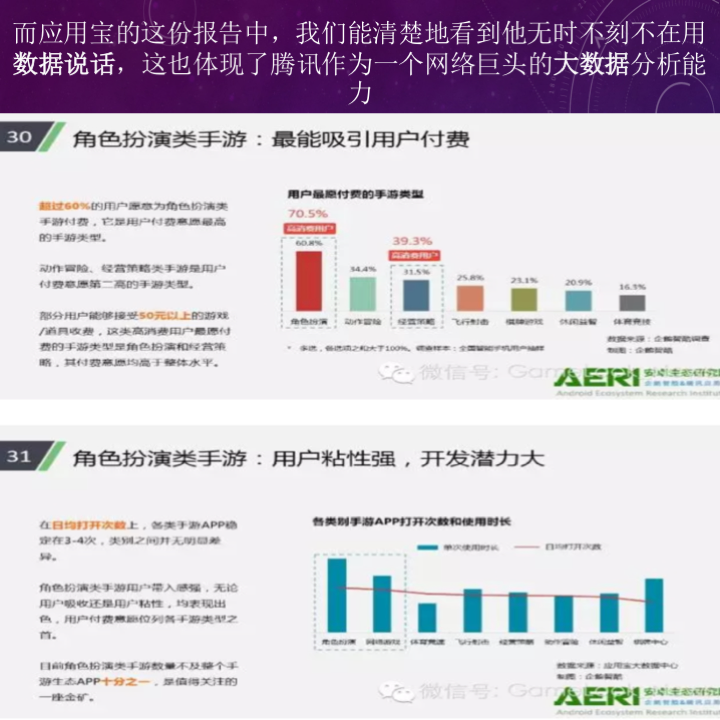 而应用宝的这份报告中，我们能清楚地看到他无时不刻不在用
数据说话，这也体现了腾讯作为一个网络巨头的大数据分析能
力
30
角色扮演类手游：最能吸引用户付费
超过60%的用户愿意为角色扮演类
手游付费，它是用户付费意愿最高
的手游类型。
动作冒险、经营策略类手游是用户
付费意愿第二高的手游类型。
部分用户能够接受50元以上的游戏
/道具收费，这类高消费用户最愿付
费的手游类型是角色扮演和经营策
略，其付费意愿均高于整体水平。
用户最愿付费的手游类型
70.5%
高消费用户
60.8%
39.3%
高消费用户
34.4%
31.5%
25.8%
23.1%
20.9%
16.3%
角色扮演 动作冒险 经营策略 飞行射击 棋牌游戏 休闲益智 体育竞技
* 多选，各选项之和大于100%。调查样本：全国智能手机用户抽样
数据来源：企鹅智酷调查
制图：企鹅智酷
微信号: Game
AERI
Android Ecosystem Research Institut
31
角色扮演类手游：用户粘性强，开发潜力大
在日均打开次数上，各类手游APP稳
定在3-4次，类别之间并无明显差
异。
角色扮演类手游用户带入感强，无论
用户吸收还是用户粘性，均表现出
色，用户付费意愿位列各手游类型之
首。
目前角色扮演类手游数量不及整个手
游生态APP十分之一，是值得关注的
一座金矿。
各类别手游APP打开次数和使用时长
单次使用时长 日均打开次数
角色扮演 网络游戏 体育竞速 飞行射击 经营策略 动作冒险 休闲益智 棋牌中心
数据来源：应用宝大数据中心
制图：企鹅智酷
微信号: Game
AERI
Android Ecosystem Research Institut